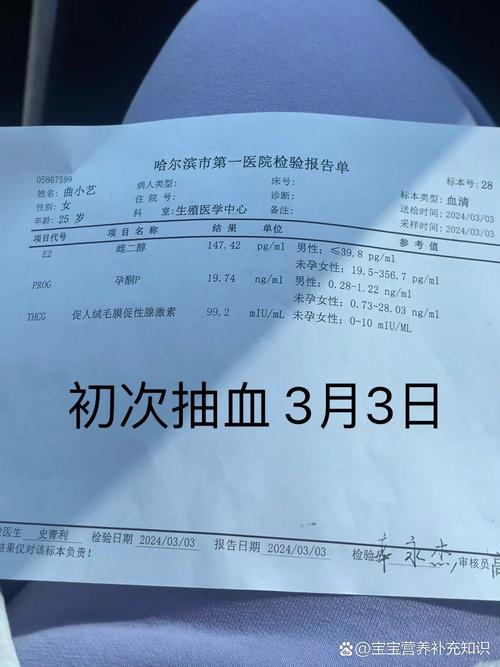 哈尔滨市第一医院检验报告单
05867599 病人类型: 床号: 标本号: 28
姓名: 曲小艺 住院号: 诊断: 标本类型: 血清
性别: 女 科室: 生殖医学中心 备注: 送检时间: 2024/03/03
年龄: 25 岁 采样时间: 2024/03/03
项目代号 项目名称 结果 单位 参考值
E2 雌二醇 147.42 pg/ml 男性; ≤39.8 pg/ml
未孕女性; 19.5-356.7 pg/ml
PROG 孕酮P 19.74 ng/ml 男性; 0.28-1.22 ng/ml
未孕女性; 0.73-28.03 ng/ml
THCG 促人绒毛膜促性腺激素 99.2 mIU/mL 未孕女性; 0-10 mIU/ML
初次抽血 3月3日
验医生 史青利 检验日期 2024/03/03 报告日期 2024/03/03 检验 永杰 审核员
结果仅对该标本负责!
宝宝营养补充知识